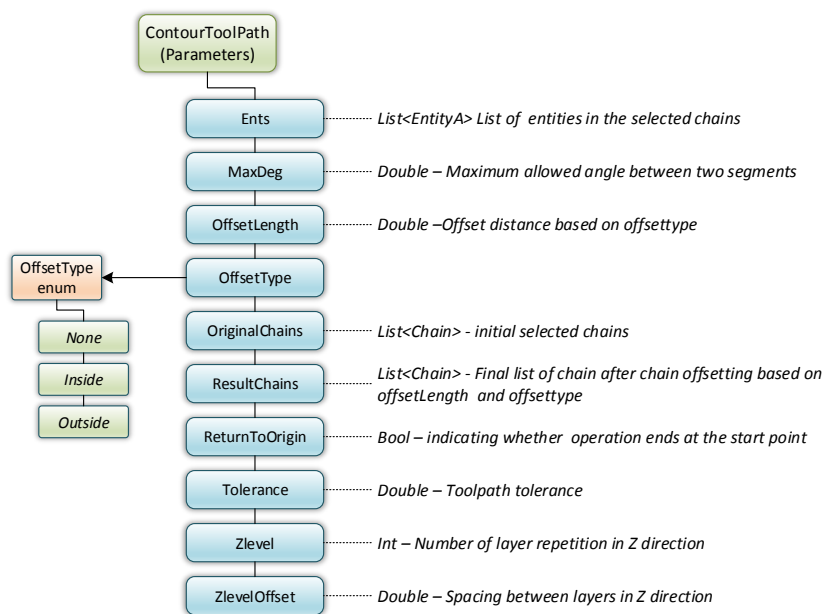 ContourToolPath
(Parameters)
Ents
List<EntityA> List of entities in the selected chains
MaxDeg
Double – Maximum allowed angle between two segments
OffsetLength
Double –Offset distance based on offsettype
OffsetType
enum
OffsetType
None
Inside
Outside
OriginalChains
List<Chain> - initial selected chains
ResultChains
List<Chain> - Final list of chain after chain offsetting based on
offsetLength and offsettype
ReturnToOrigin
Bool – indicating whether operation ends at the start point
Tolerance
Double – Toolpath tolerance
Zlevel
Int – Number of layer repetition in Z direction
ZlevelOffset
Double – Spacing between layers in Z direction